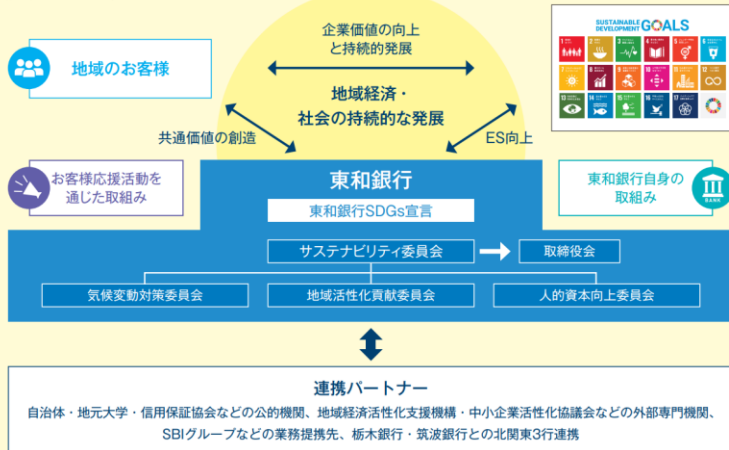 企業価値の向上
と持続的発展
SUSTAINABLE
DEVELOPMENT
GOALS
地域のお客様
地域経済・
社会の持続的な発展
共通価値の創造
ES向上
お客様応援活動を
通じた取組み
東和銀行
東和銀行SDGs宣言
東和銀行自身の
取組み
BANK
サステナビリティ委員会
取締役会
気候変動対策委員会
地域活性化貢献委員会
人的資本向上委員会
連携パートナー
自治体・地元大学・信用保証協会などの公的機関、地域経済活性化支援機構・中小企業活性化協議会などの外部専門機関、
SBIグループなどの業務提携先、栃木銀行・筑波銀行との北関東3行連携